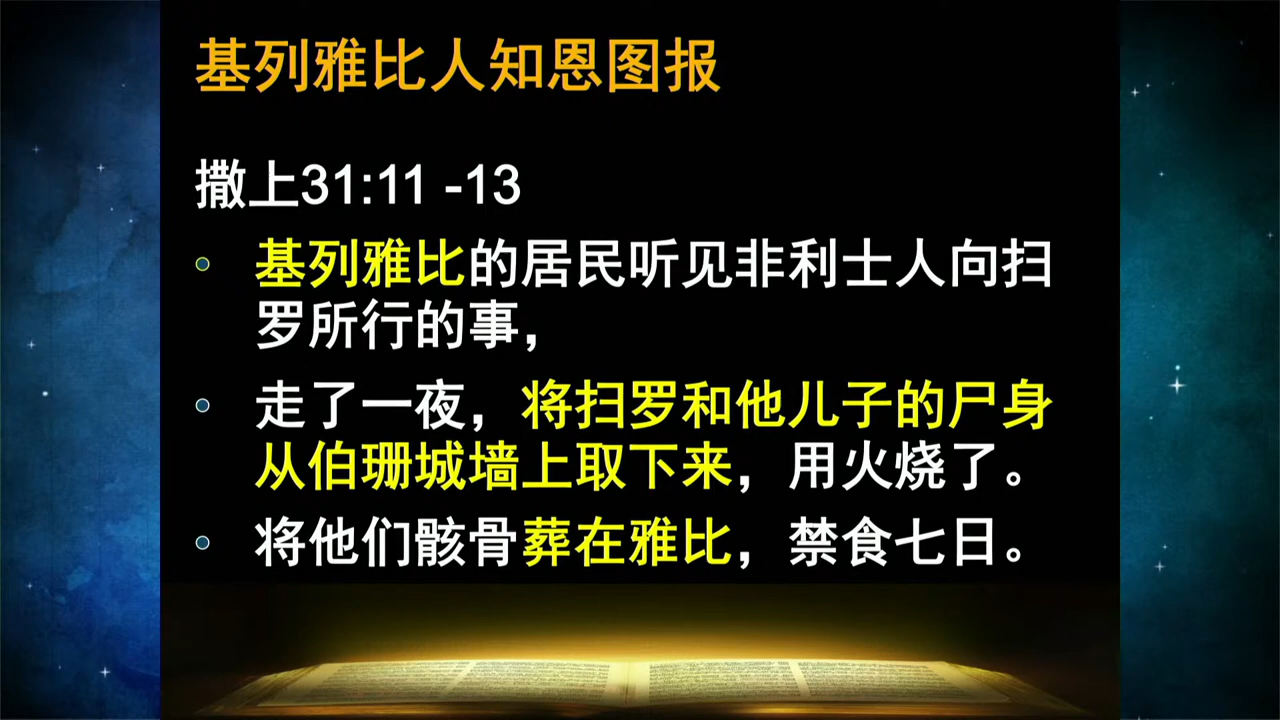 基列雅比人知恩图报
撒上31:11 -13
• 基列雅比的居民听见非利士人向扫
罗所行的事，
• 走了一夜，将扫罗和他儿子的尸身
从伯珊城墙上取下来，用火烧了。
• 将他们骸骨葬在雅比，禁食七日。